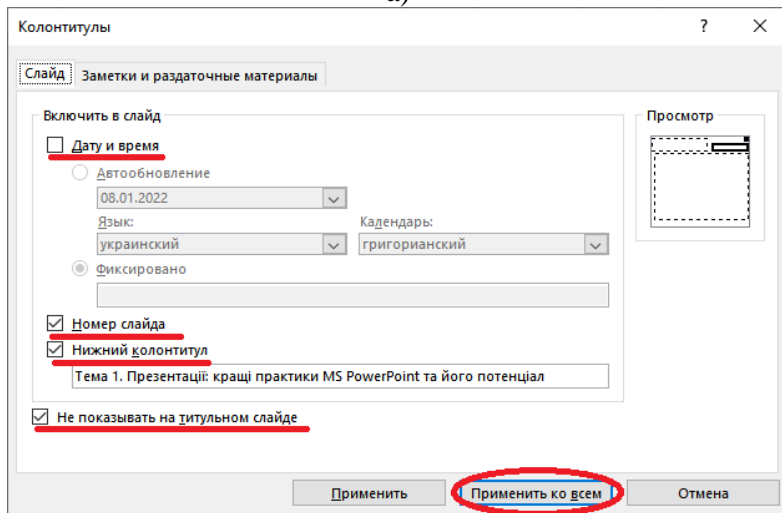 а)
Колонтитулы ?
Слайд Заметки и раздаточные материалы
Включить в слайд Просмотр
Дату и время
Автообновление
08.01.2022
Язык: Календарь:
украинский григорианский
Фиксировано
Номер слайда
Нижний колонтитул
Тема 1. Презентації: кращі практики MS PowerPoint та його потенціал
Не показывать на титульном слайде
Применить Применить ко всем Отмена